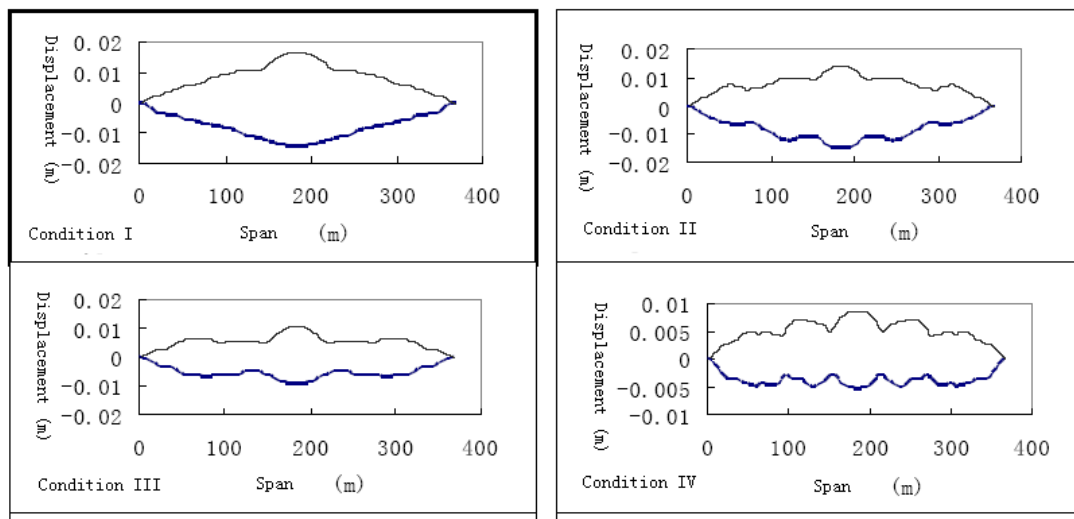 Displacement (m)
0.02
0.01
0
-0.01
-0.02
0 100 200 300 400
Condition I Span (m)
Displacement (m)
0.02
0.01
0
-0.01
-0.02
0 100 200 300 400
Condition II Span (m)
Displacement (m)
0.02
0.01
0
-0.01
-0.02
0 100 200 300 400
Condition III Span (m)
Displacement (m)
0.01
0.005
0
-0.005
-0.01
0 100 200 300 400
Condition IV Span (m)